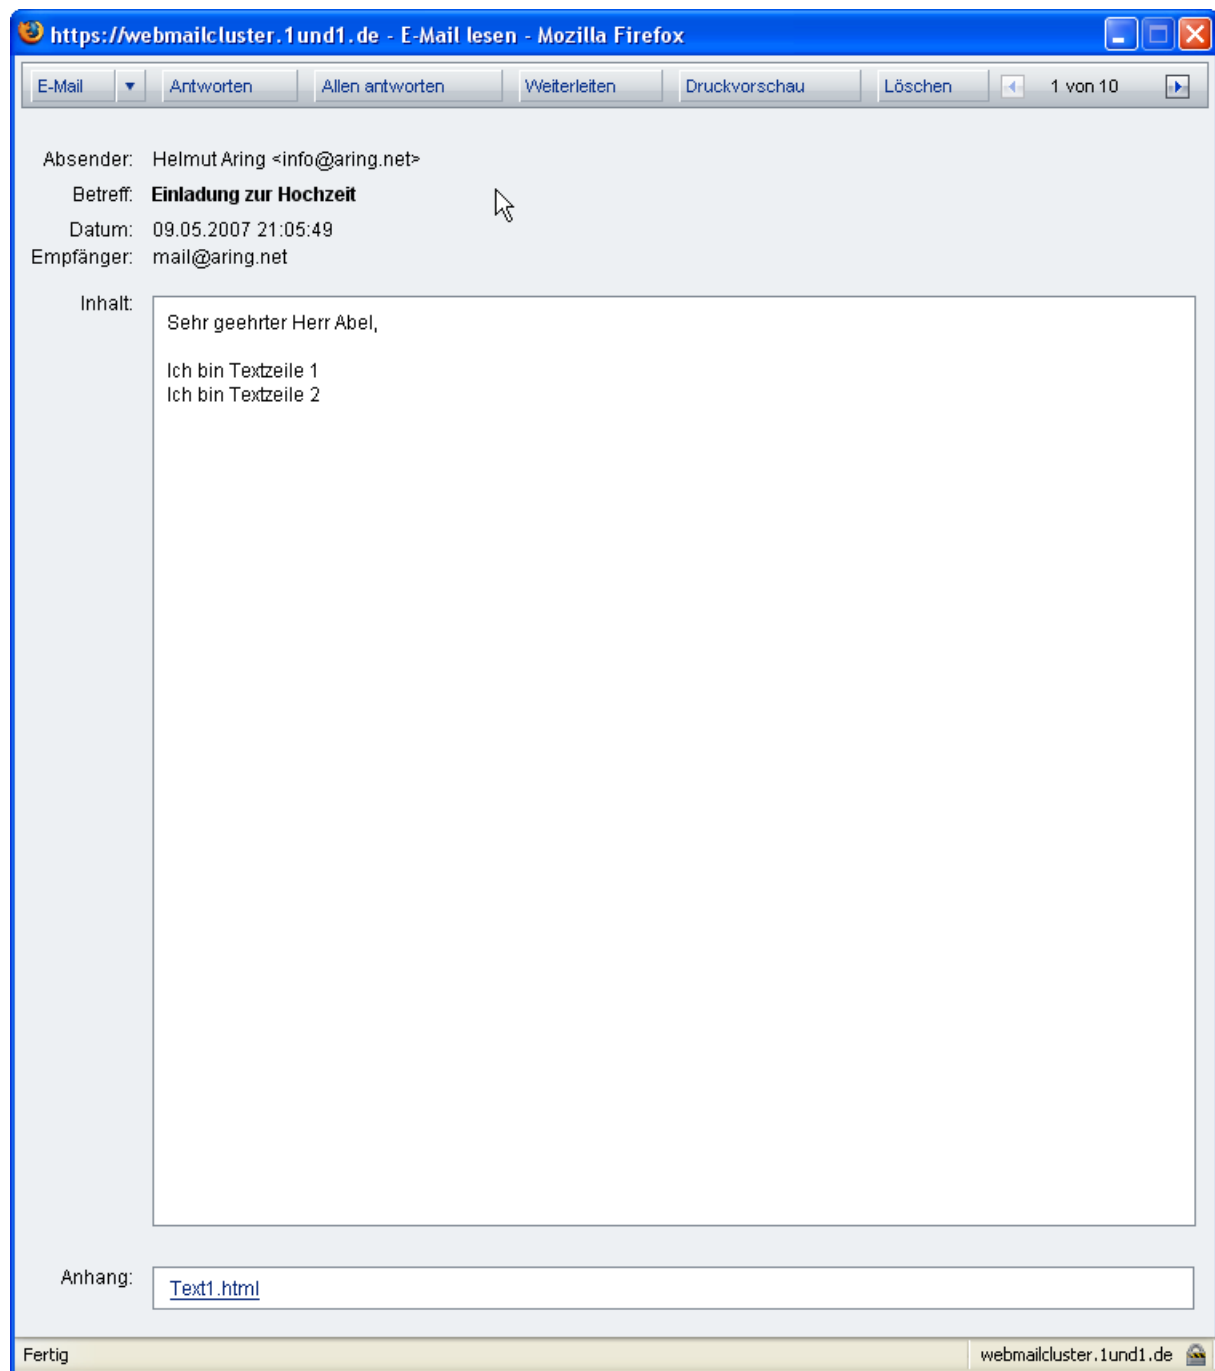 https://webmailcluster.1und1.de - E-Mail lesen - Mozilla Firefox
E-Mail Antworten Allen antworten Weiterleiten Druckvorschau Löschen 1 von 10
Absender: Helmut Aring <info@aring.net>
Betreff: Einladung zur Hochzeit
Datum: 09.05.2007 21:05:49
Empfänger: mail@aring.net
Inhalt:
Sehr geehrter Herr Abel,
Ich bin Textzeile 1
Ich bin Textzeile 2
Anhang: Text1.html
Fertig webmailcluster.1und1.de